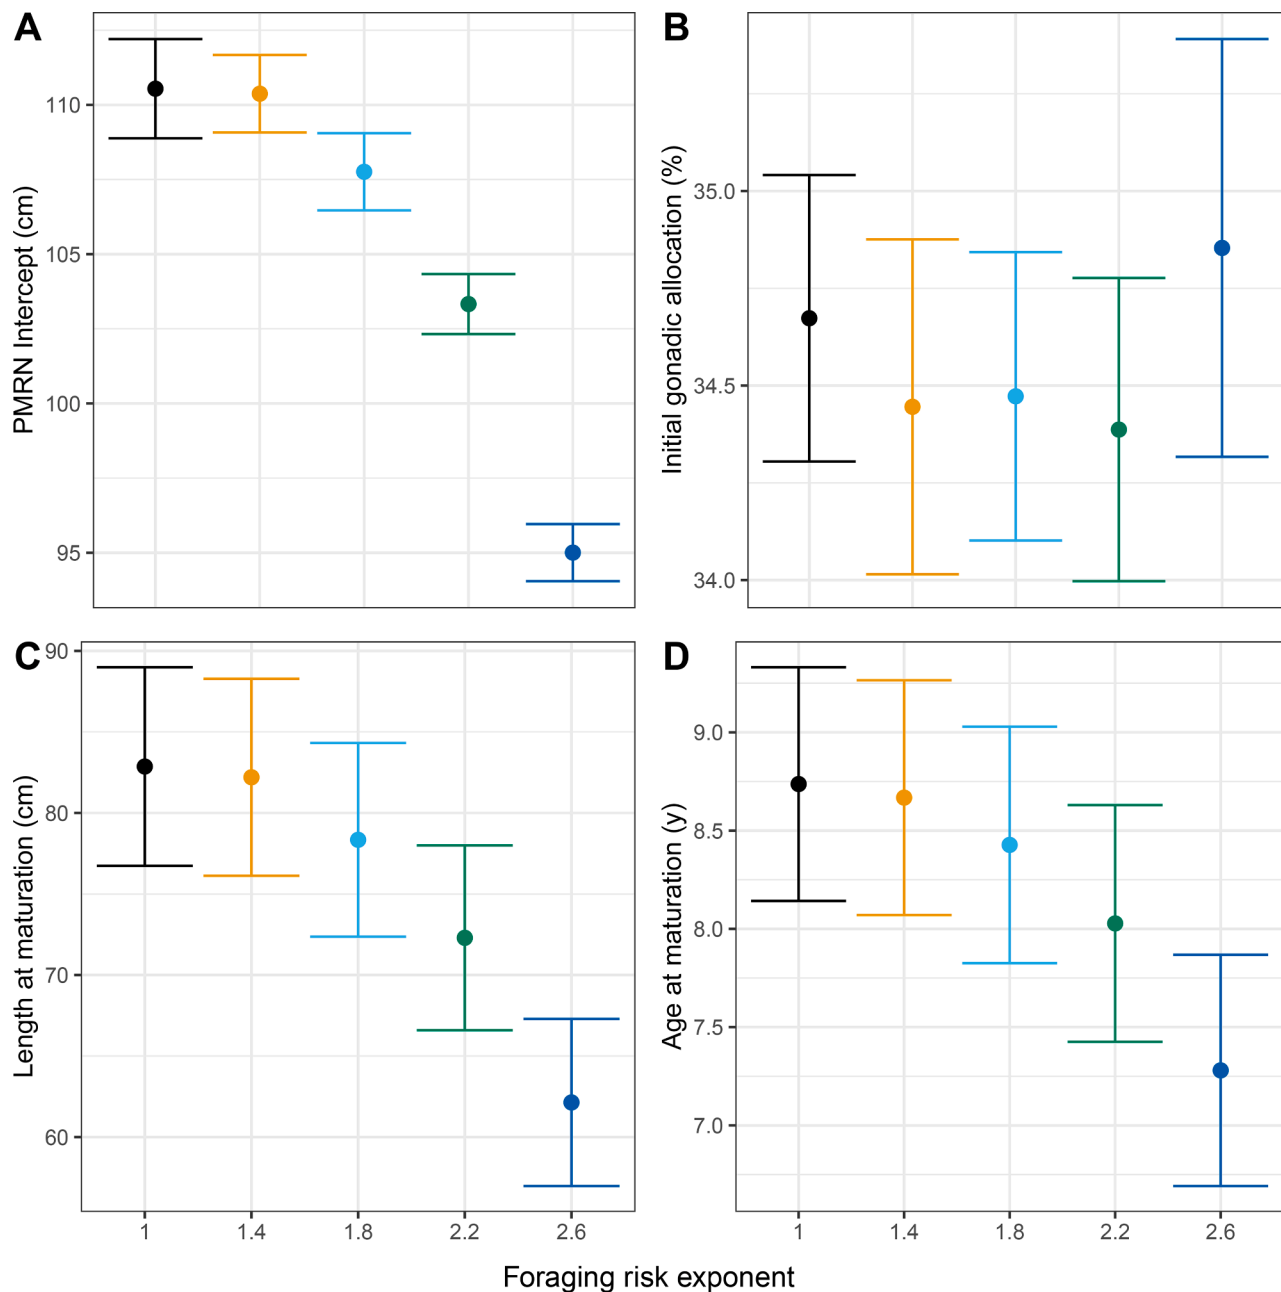 A
PMRN Intercept (cm)
110
105
100
95
B
Initial gonadic allocation (%)
35.0
34.5
34.0
C
Length at maturation (cm)
90
80
70
60
1 1.4 1.8 2.2 2.6
D
Age at maturation (y)
9.0
8.5
8.0
7.5
7.0
1 1.4 1.8 2.2 2.6
Foraging risk exponent